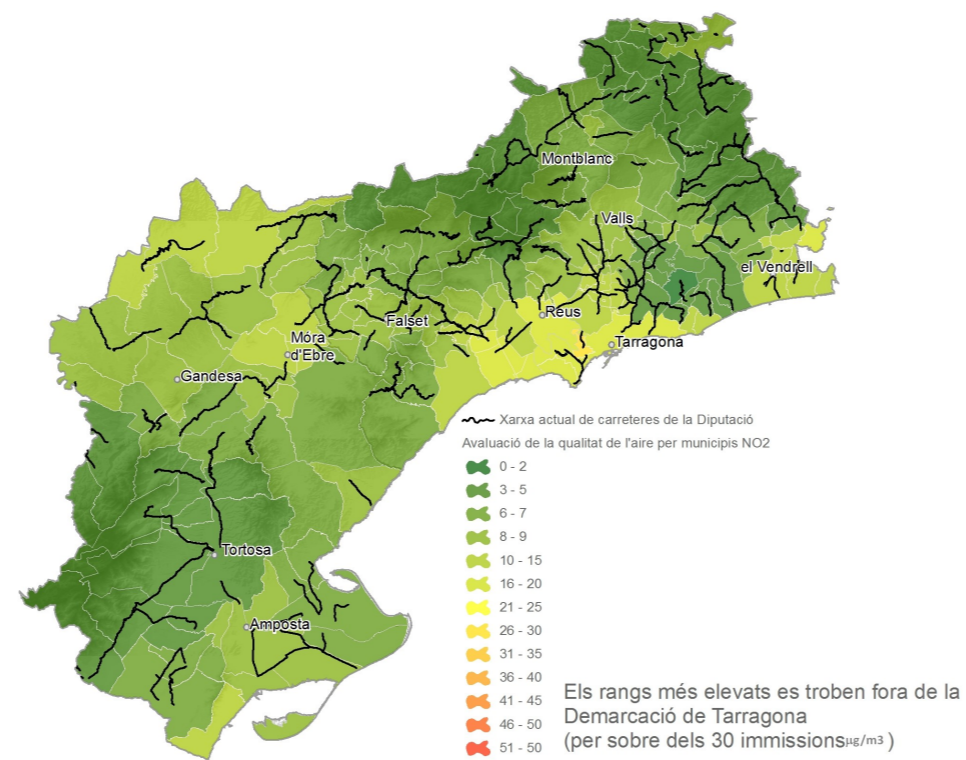 Montblanc
Valls
el Vendrell
Reus
Falset
Móra
d'Ebre
Tarragona
Gandesa
Xarxa actual de carreteres de la Diputació
Avaluació de la qualitat de l'aire per municipis NO2
0 - 2
3 - 5
6 - 7
8 - 9
10 - 15
16 - 20
21 - 25
26 - 30
31 - 35
36 - 40
41 - 45
46 - 50
51 - 50
Tortosa
Amposta
Els rangs més elevats es troben fora de la
Demarcació de Tarragona
(per sobre dels 30 immissions µg/m3 )